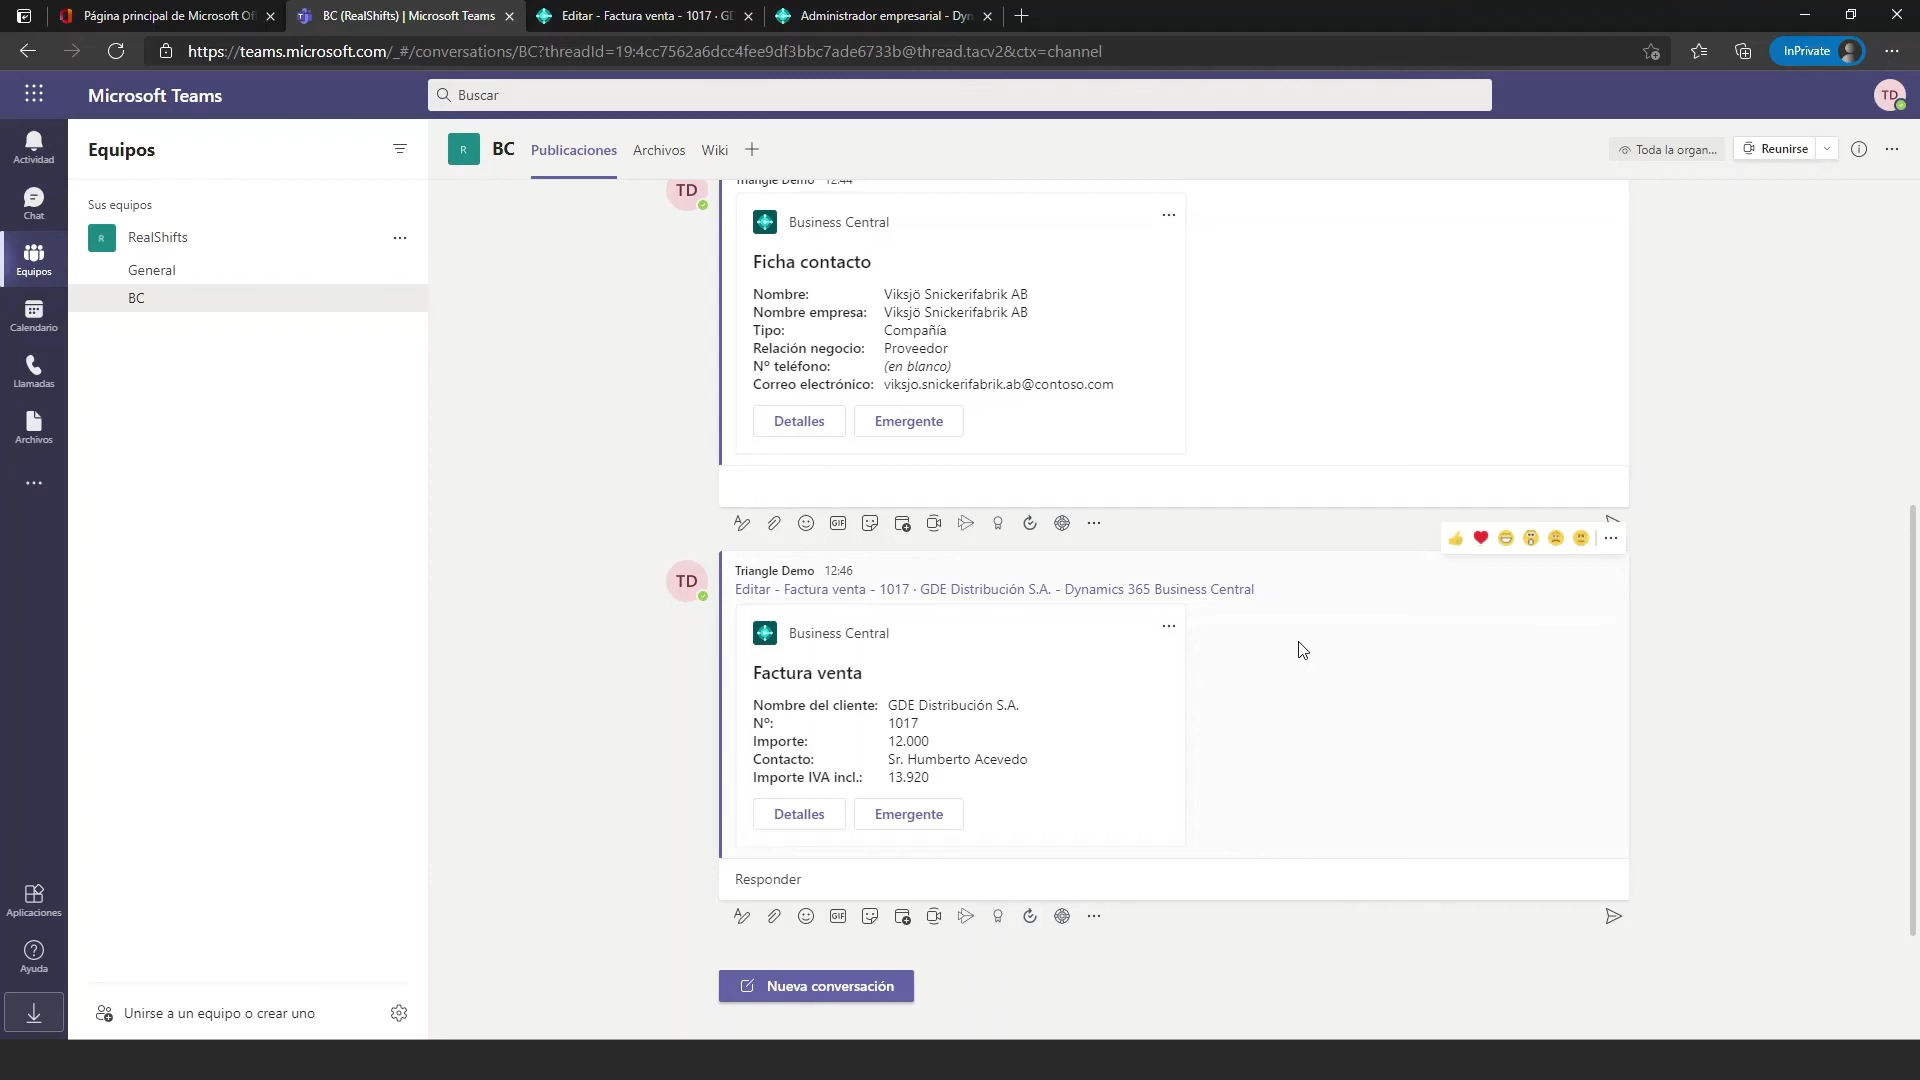 Página principal de Microsoft Of
BC (RealShifts) | Microsoft Teams
Editar - Factura venta - 1017 · GD
Administrador empresarial - Dyn
https://teams.microsoft.com/_#/conversations/BC?threadId=19:4cc7562a6dcc4fee9df3bbc7ade6733b@thread.tacv2&ctx=channel
InPrivate
Microsoft Teams
Buscar
TD
Actividad
Chat
Equipos
Calendario
Llamadas
Archivos
Aplicaciones
Ayuda
Equipos
Sus equipos
R
RealShifts
General
BC
Unirse a un equipo o crear uno
R
BC
Publicaciones
Archivos
Wiki
Toda la organ...
Reunirse
TD
Triangle Demo 12:44
Business Central
Ficha contacto
Nombre: Viksjö Snickerifabrik AB
Nombre empresa: Viksjö Snickerifabrik AB
Tipo: Compañía
Relación negocio: Proveedor
Nº teléfono: (en blanco)
Correo electrónico: viksjo.snickerifabrik.ab@contoso.com
Detalles
Emergente
GIF
TD
Triangle Demo 12:46
Editar - Factura venta - 1017 · GDE Distribución S.A. - Dynamics 365 Business Central
Business Central
Factura venta
Nombre del cliente: GDE Distribución S.A.
Nº: 1017
Importe: 12.000
Contacto: Sr. Humberto Acevedo
Importe IVA incl.: 13.920
Detalles
Emergente
Responder
GIF
Nueva conversación